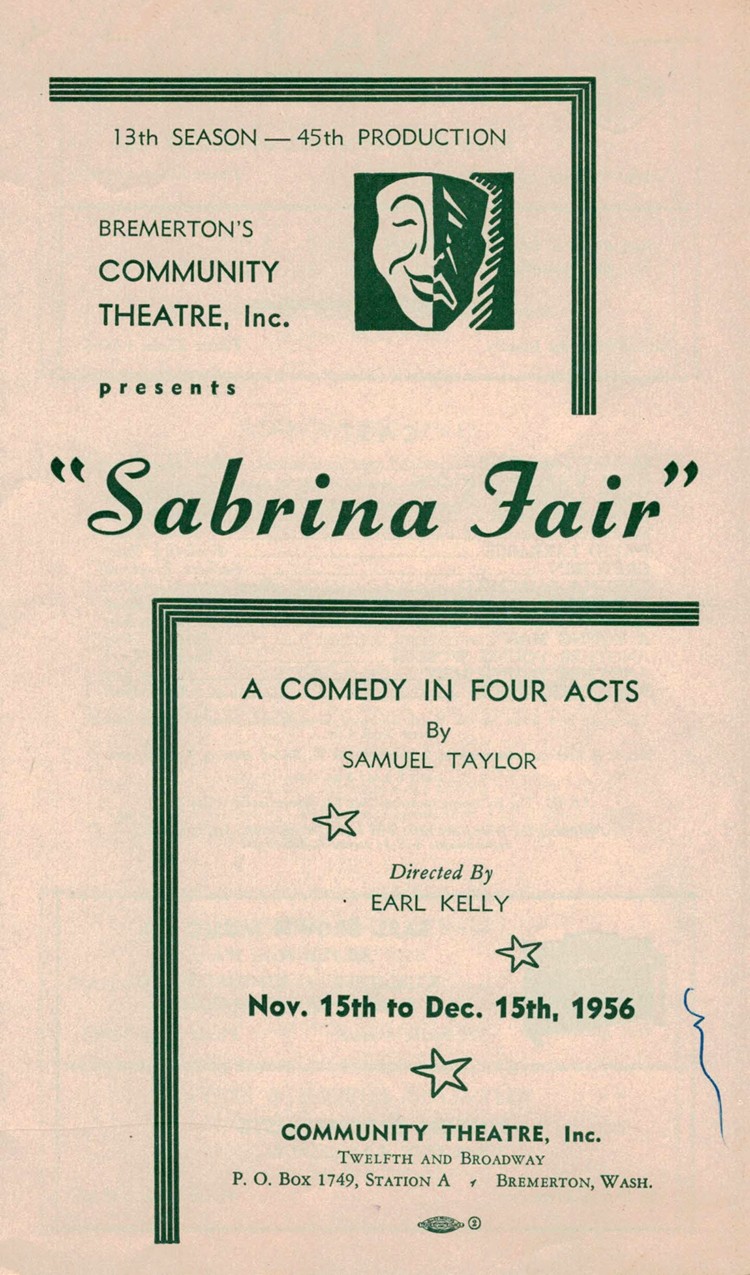 13th SEASON — 45th PRODUCTION
BREMERTON'S
COMMUNITY
THEATRE, Inc.
presents
"Sabrina Fair"
A COMEDY IN FOUR ACTS
By
SAMUEL TAYLOR
Directed By
EARL KELLY
Nov. 15th to Dec. 15th, 1956
COMMUNITY THEATRE, Inc.
TWELFTH AND BROADWAY
P. O. BOX 1749, STATION A BREMERTON, WASH.